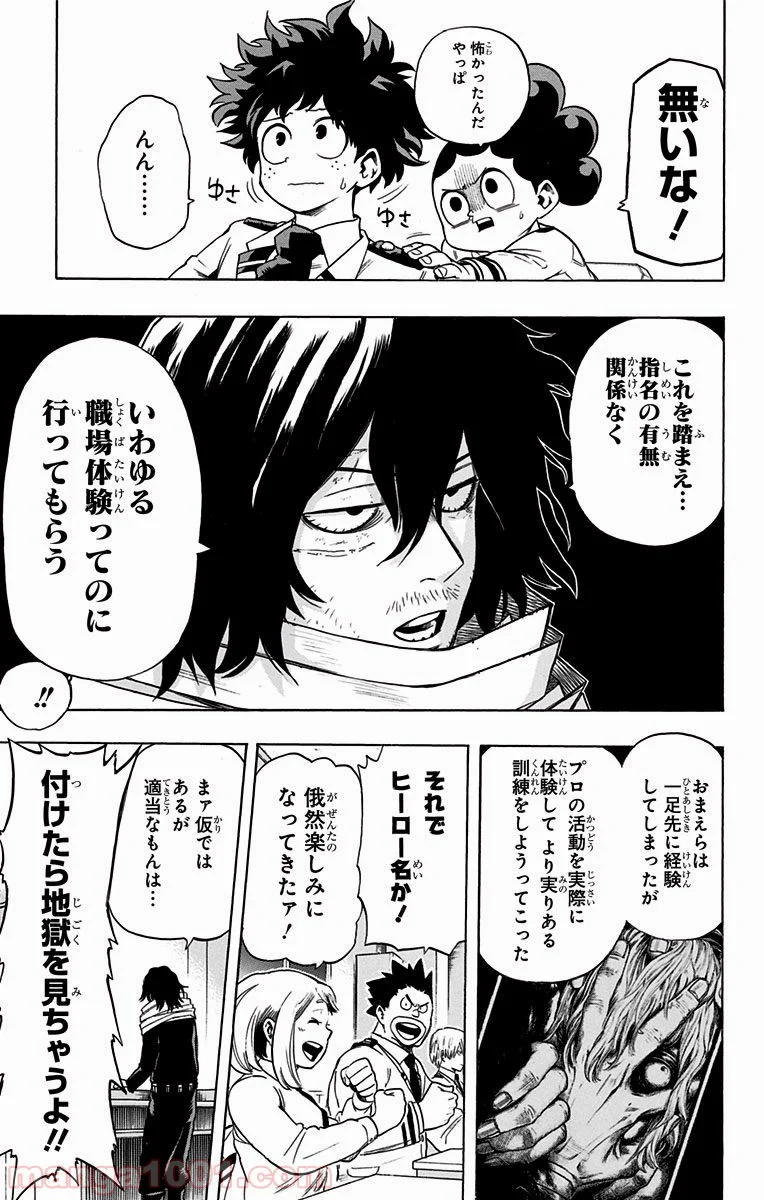 無いな!
怖かったんだ
やっぱ
ゆさ
ゆさ
んん……
これを踏まえ…
指名の有無
関係なく
いわゆる
職場体験ってのに
行ってもらう
!!
おまえらは
一足先に経験
してしまったが
プロの活動を実際に
体験して より実りある
訓練をしようってこった
それで
ヒーロー名か!
俄然楽しみに
なってきたァ!
まァ仮では
あるが
適当なもんは…
付けたら地獄を見ちゃうよ!!
manga1001.com